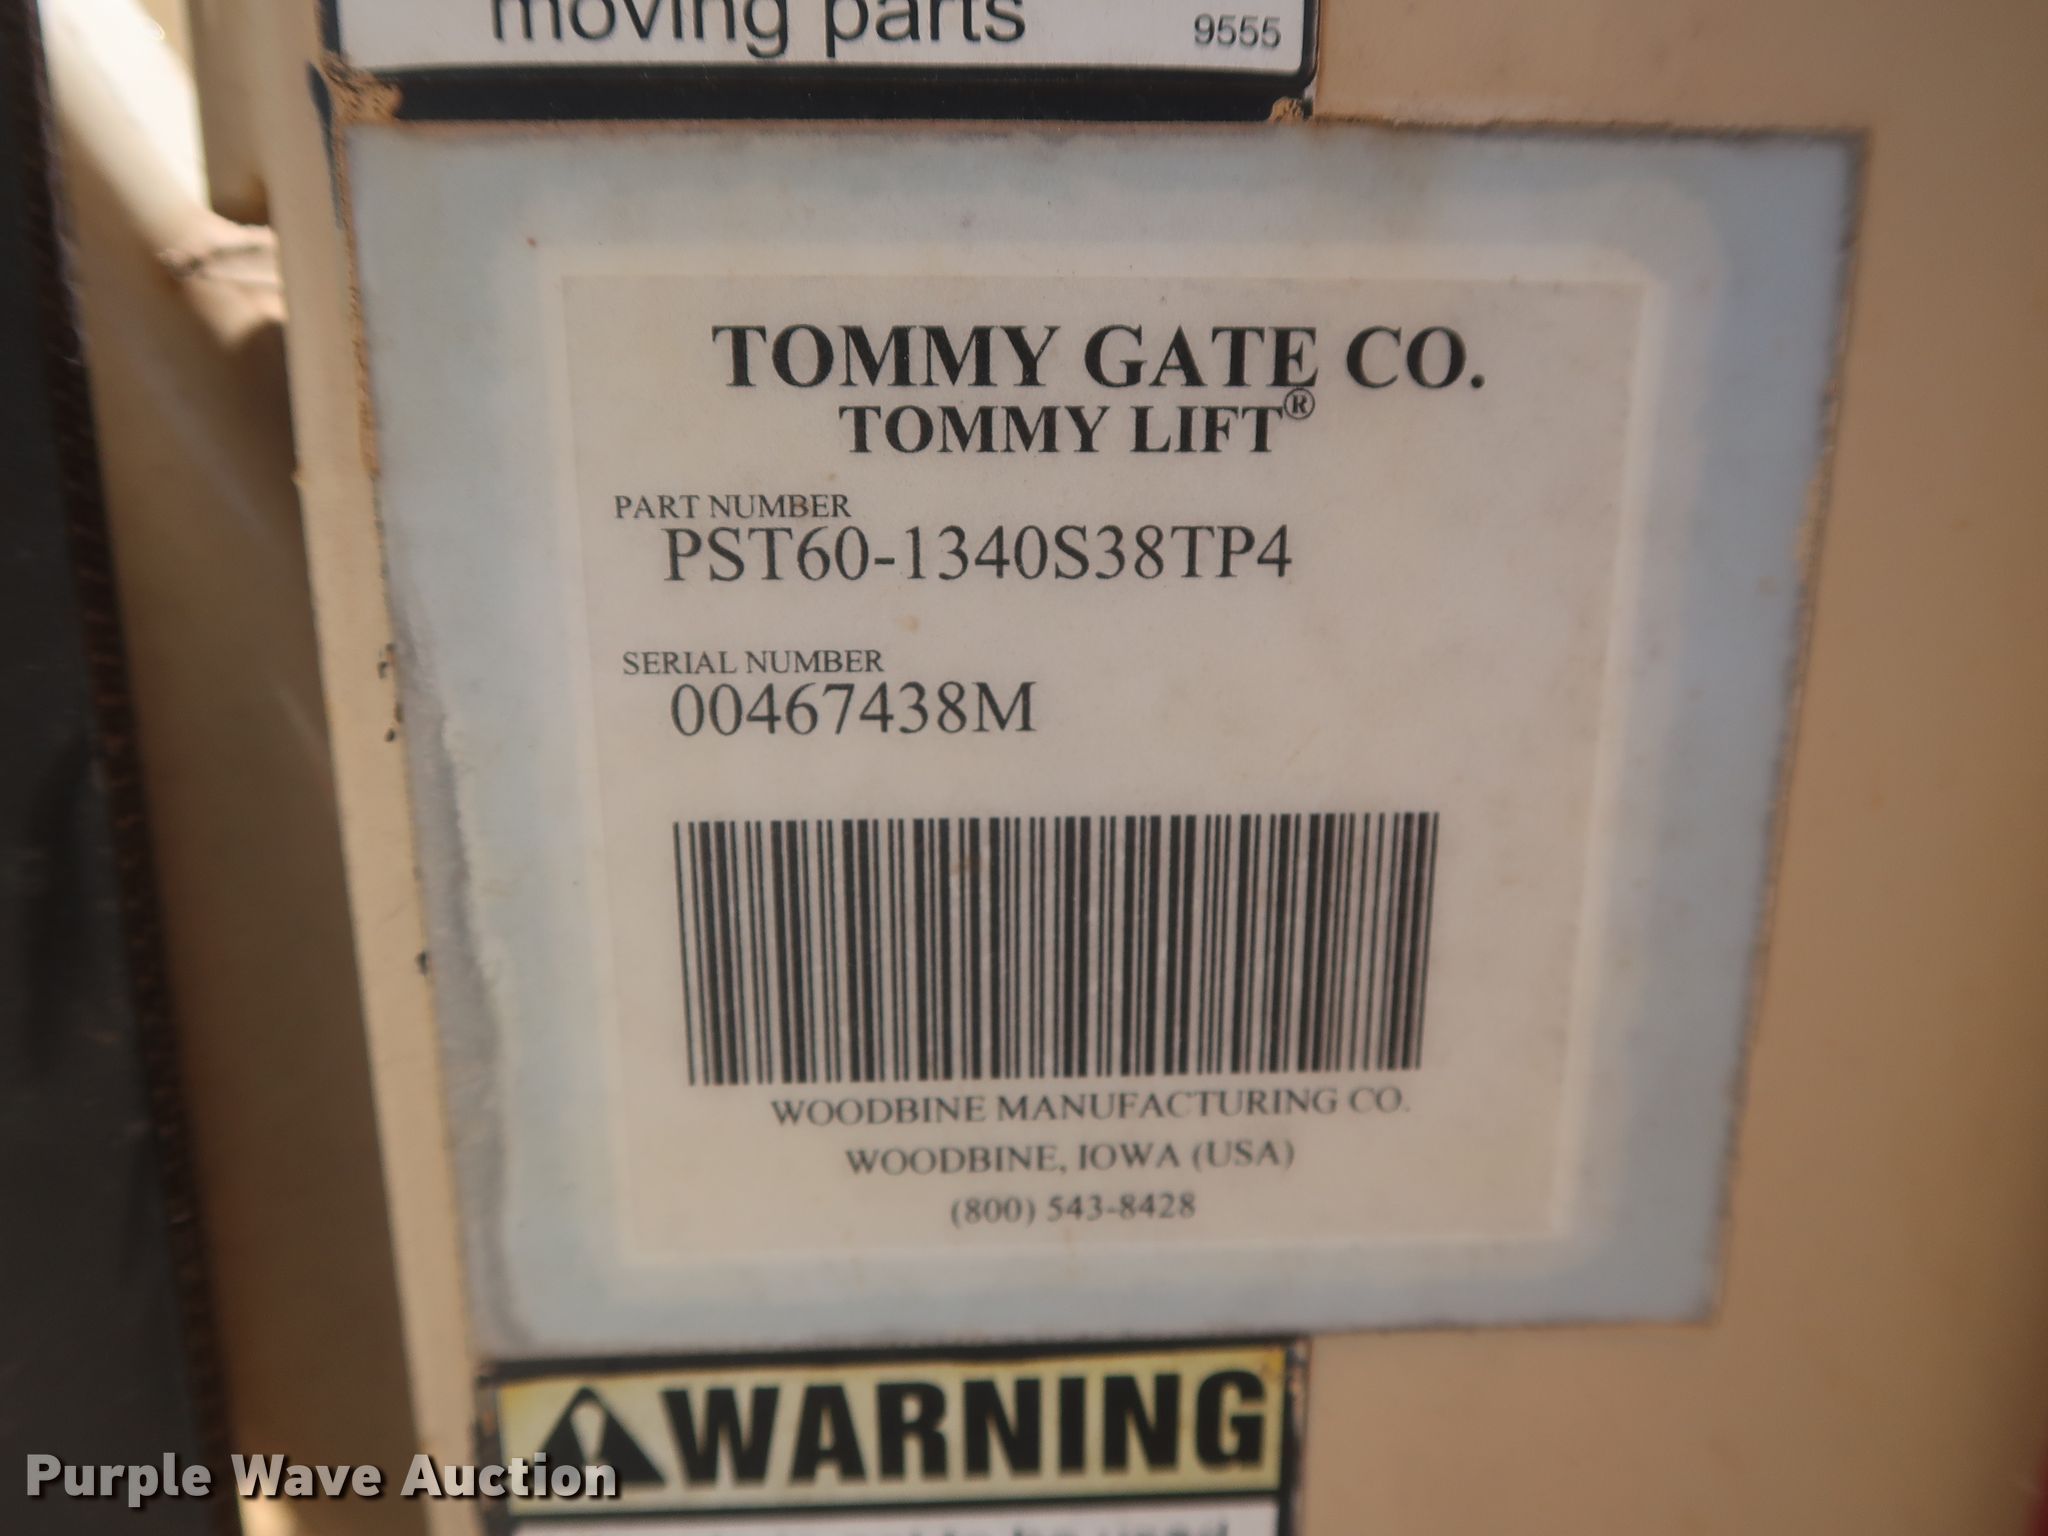 moving parts
9555
TOMMY GATE CO.
TOMMY LIFT®
PART NUMBER
PST60-1340S38TP4
SERIAL NUMBER
00467438M
WOODBINE MANUFACTURING CO.
WOODBINE, IOWA (USA)
(800) 543-8428
WARNING
Purple Wave Auction